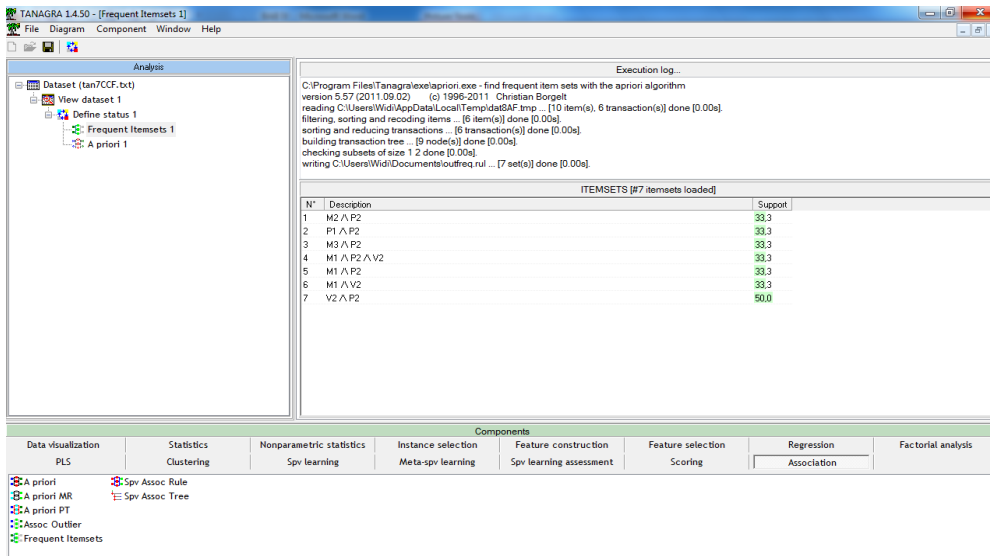 TANAGRA 1.4.50 - [Frequent Itemsets 1]
File Diagram Component Window Help
Analysis
Dataset (tan7CCF.txt)
View dataset 1
Define status 1
Frequent Itemsets 1
A priori 1
Execution log...
C:\Program Files\Tanagra\exe\apriori.exe - find frequent item sets with the apriori algorithm
version 5.57 (2011.09.02) (c) 1996-2011 Christian Borgelt
reading C:\Users\Widi\AppData\Local\Temp\dat8AF.tmp ... [10 item(s), 6 transaction(s)] done [0.00s].
filtering, sorting and recoding items ... [6 item(s)] done [0.00s].
sorting and reducing transactions ... [6 transaction(s)] done [0.00s].
building transaction tree ... [9 node(s)] done [0.00s].
checking subsets of size 1 2 done [0.00s].
writing C:\Users\Widi\Documents\outfreq.rul ... [7 set(s)] done [0.00s].
ITEMSETS [#7 itemsets loaded]
N° Description Support
1 M2 /\ P2 33,3
2 P1 /\ P2 33,3
3 M3 /\ P2 33,3
4 M1 /\ P2 /\ V2 33,3
5 M1 /\ P2 33,3
6 M1 /\ V2 33,3
7 V2 /\ P2 50,0
Components
Data visualization Statistics Nonparametric statistics Instance selection Feature construction Feature selection Regression Factorial analysis
PLS Clustering Spv learning Meta-spv learning Spv learning assessment Scoring Association
A priori Spv Assoc Rule
A priori MR Spv Assoc Tree
A priori PT
Assoc Outlier
Frequent Itemsets